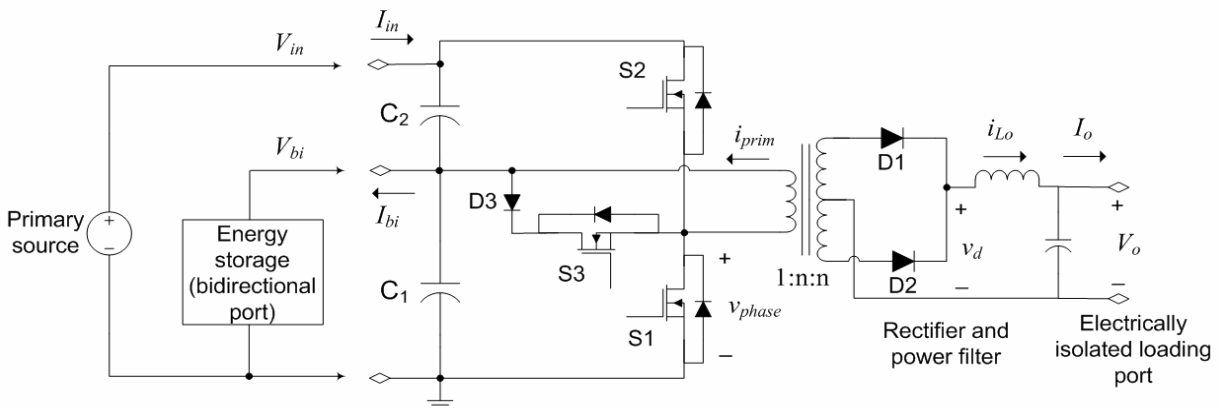 I_in
V_in
S2
C_2
i_prim
D1
i_Lo
I_o
V_bi
I_bi
D3
Primary
source
+
−
Energy
storage
(bidirectional
port)
S3
C_1
S1
+
v_phase
−
1:n:n
D2
+
v_d
−
+
V_o
−
Rectifier and
power filter
Electrically
isolated loading
port